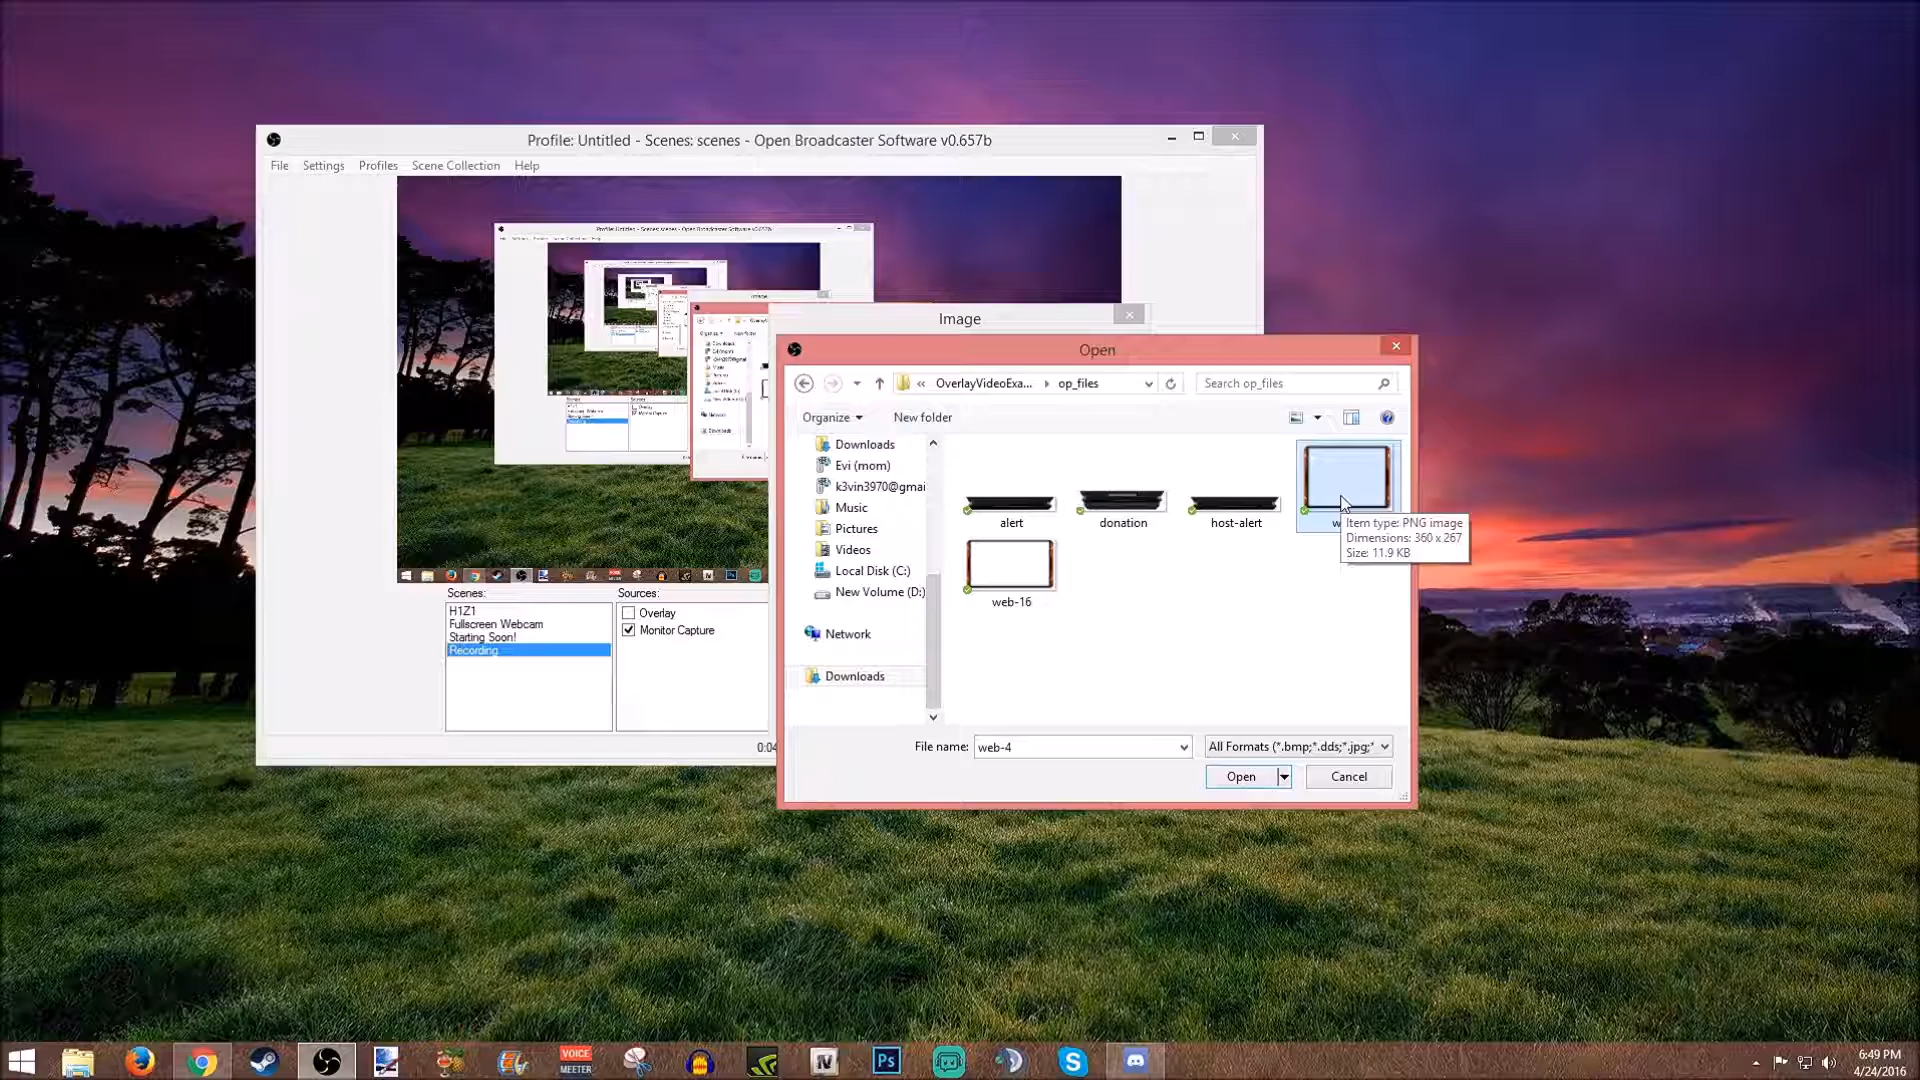 Profile: Untitled - Scenes: scenes - Open Broadcaster Software v0.657b
File Settings Profiles Scene Collection Help
Image
Open
« OverlayVideoExa... op_files
Search op_files
Organize New folder
Downloads
Evi (mom)
k3vin3970@gmai
Music
Pictures
Videos
Local Disk (C:)
New Volume (D:)
Network
Downloads
alert
donation
host-alert
web-16
Item type: PNG image
Dimensions: 360 x 267
Size: 11.9 KB
File name: web-4
All Formats (*.bmp;*.dds;*.jpg;*
Open
Cancel
Scenes:
H1Z1
Fullscreen Webcam
Starting Soon!
Recording
Sources:
Overlay
Monitor Capture
0:04
VOICE
MEETER
Ps
6:49 PM
4/24/2016